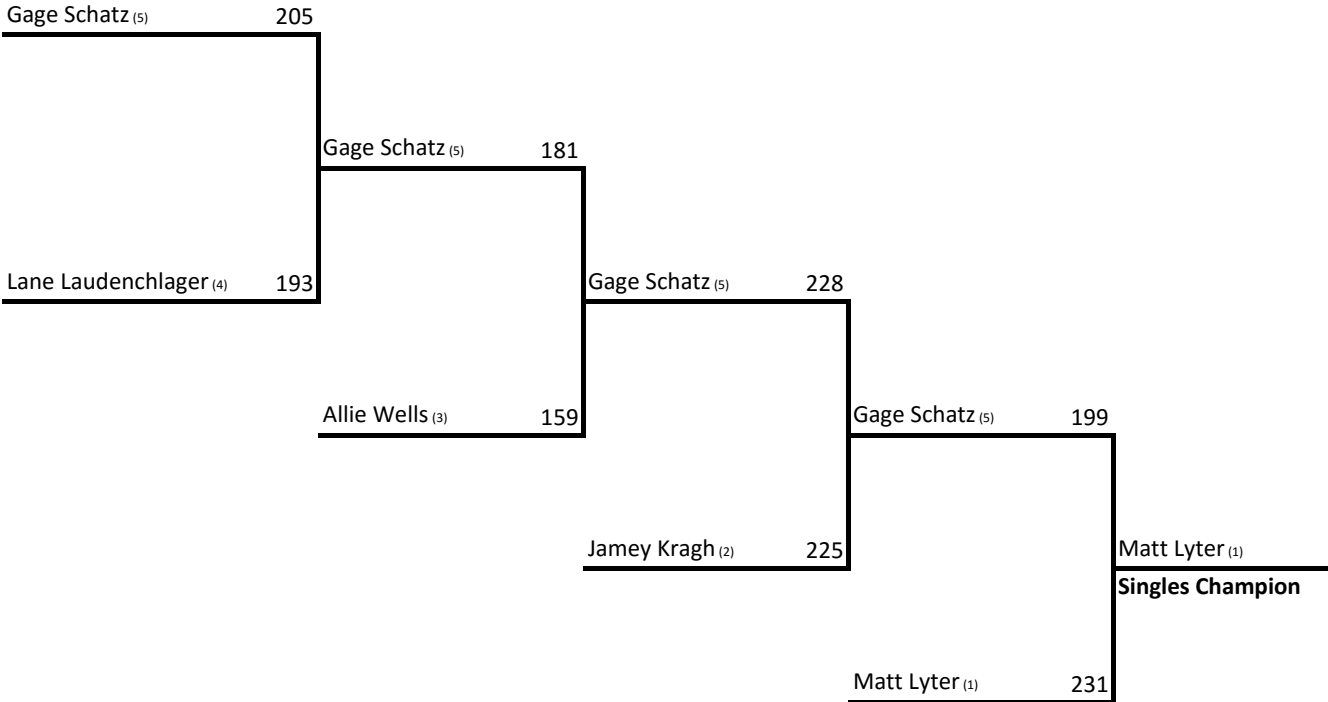 Gage Schatz (5) 205
Gage Schatz (5) 181
Lane Laudenchlager (4) 193
Gage Schatz (5) 228
Allie Wells (3) 159
Gage Schatz (5) 199
Jamey Kragh (2) 225
Matt Lyter (1)
Singles Champion
Matt Lyter (1) 231